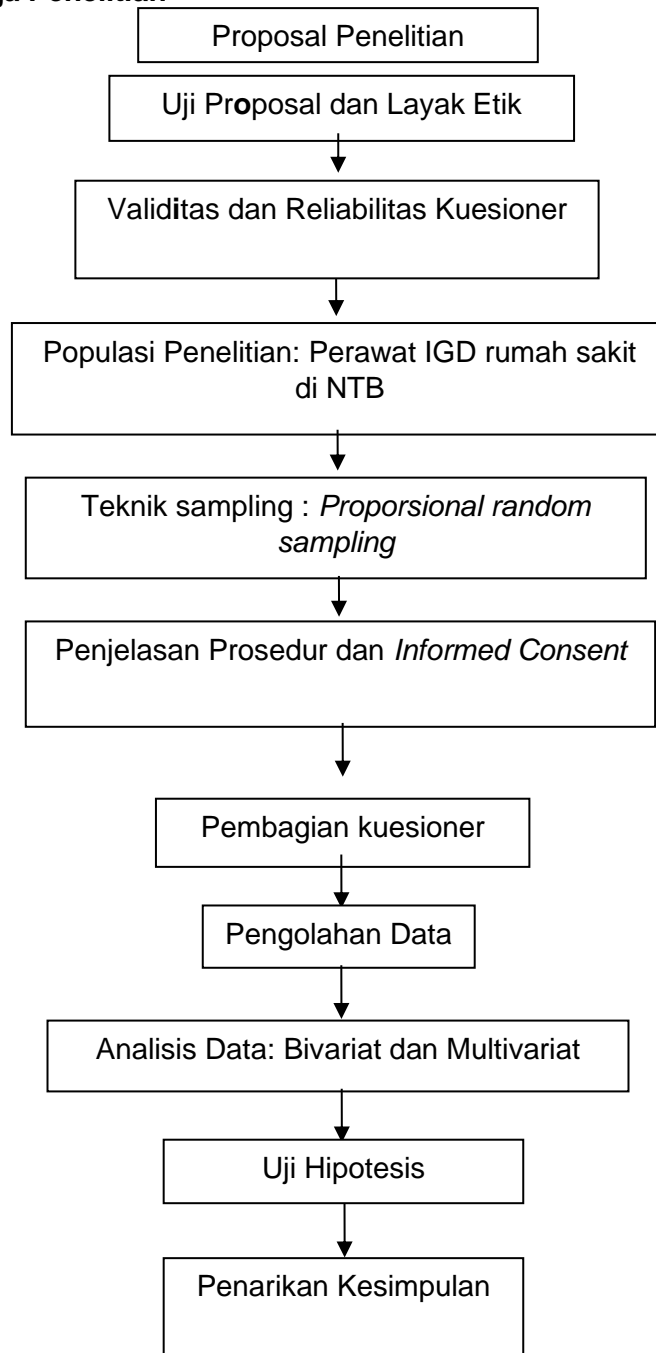 Penelitian
Proposal Penelitian
Uji Proposal dan Layak Etik
Validitas dan Reliabilitas Kuesioner
Populasi Penelitian: Perawat IGD rumah sakit
di NTB
Teknik sampling : Proporsional random
sampling
Penjelasan Prosedur dan Informed Consent
Pembagian kuesioner
Pengolahan Data
Analisis Data: Bivariat dan Multivariat
Uji Hipotesis
Penarikan Kesimpulan